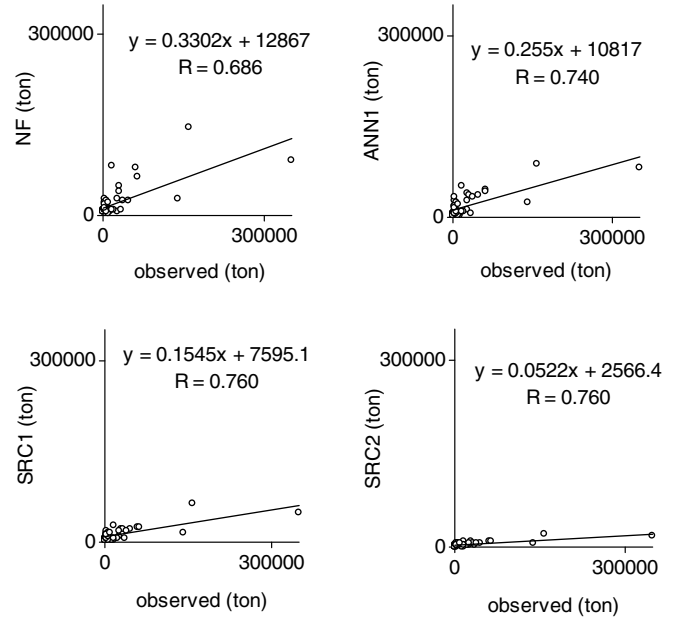 300000
y = 0.3302x + 12867
R = 0.686
NF (ton)
0
0
300000
observed (ton)
300000
y = 0.255x + 10817
R = 0.740
ANN1 (ton)
0
0
300000
observed (ton)
300000
y = 0.1545x + 7595.1
R = 0.760
SRC1 (ton)
0
0
300000
observed (ton)
300000
y = 0.0522x + 2566.4
R = 0.760
SRC2 (ton)
0
0
300000
observed (ton)